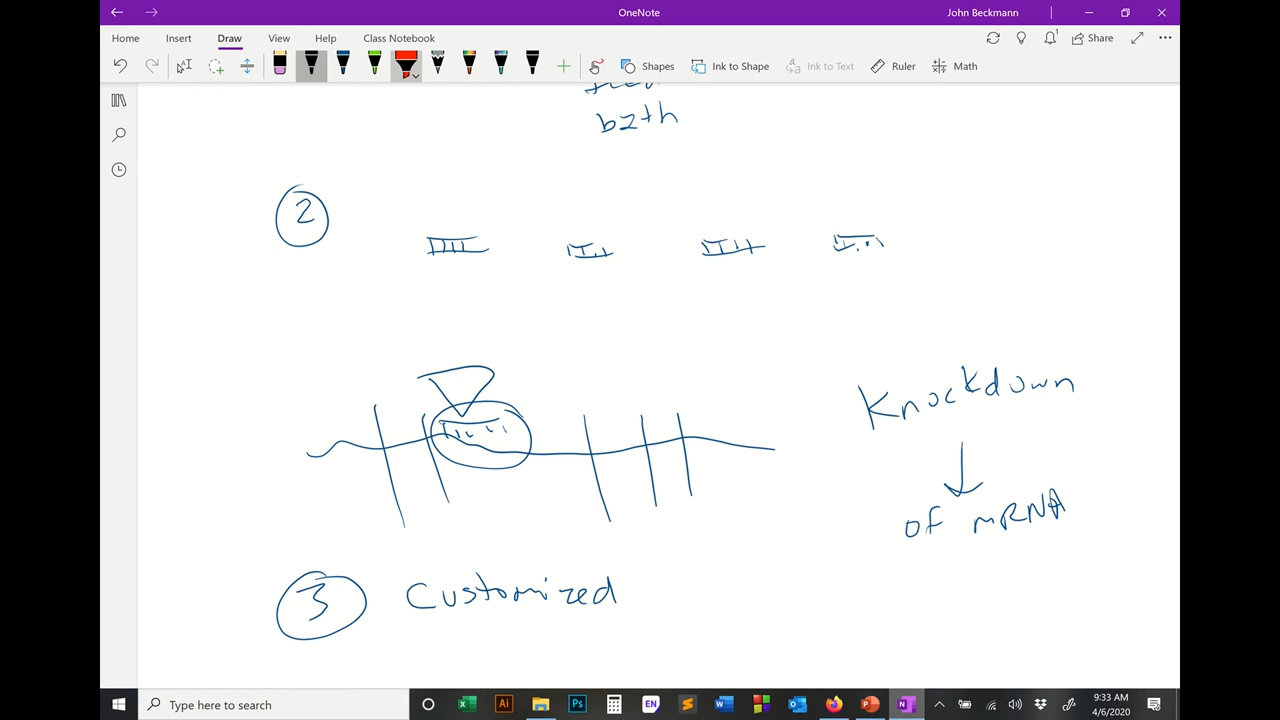 OneNote
John Beckmann
Home
Insert
Draw
View
Help
Class Notebook
Share
Shapes
Ink to Shape
Ink to Text
Ruler
Math
2
Knockdown
of mRNA
3 Customized
Type here to search
9:33 AM
4/6/2020